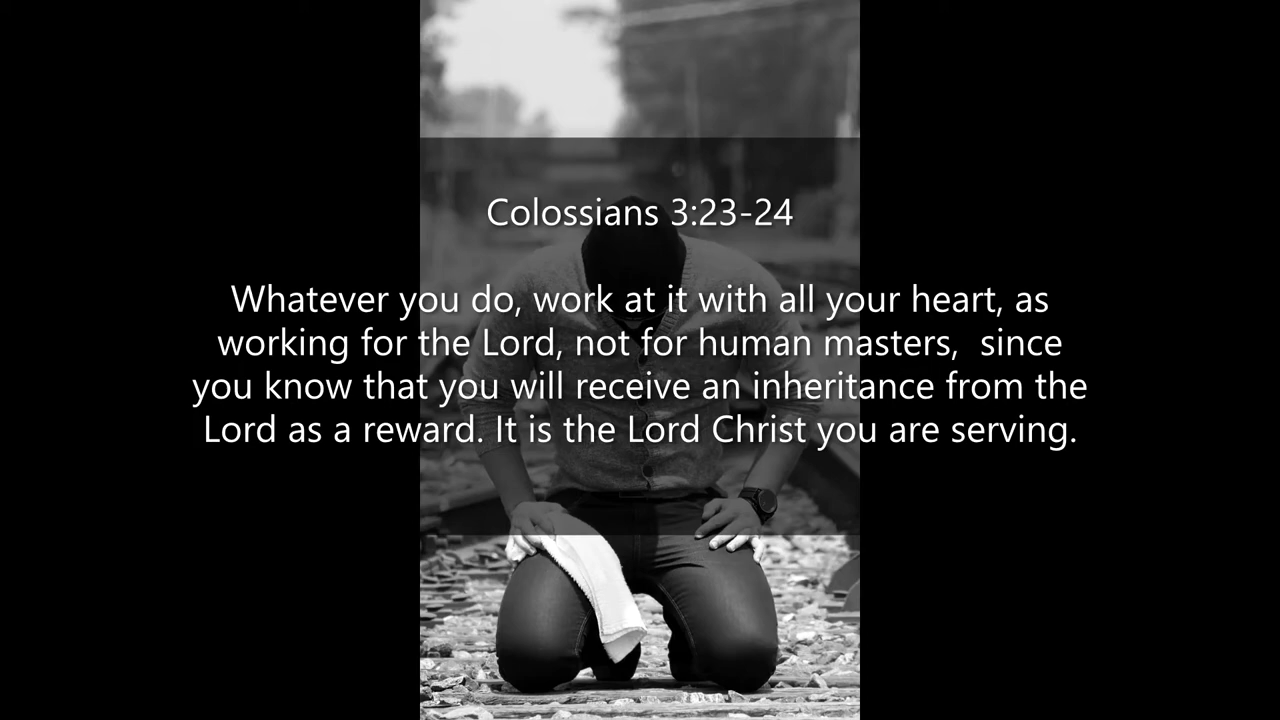 Colossians 3:23-24
Whatever you do, work at it with all your heart, as
working for the Lord, not for human masters,  since
you know that you will receive an inheritance from the
Lord as a reward. It is the Lord Christ you are serving.